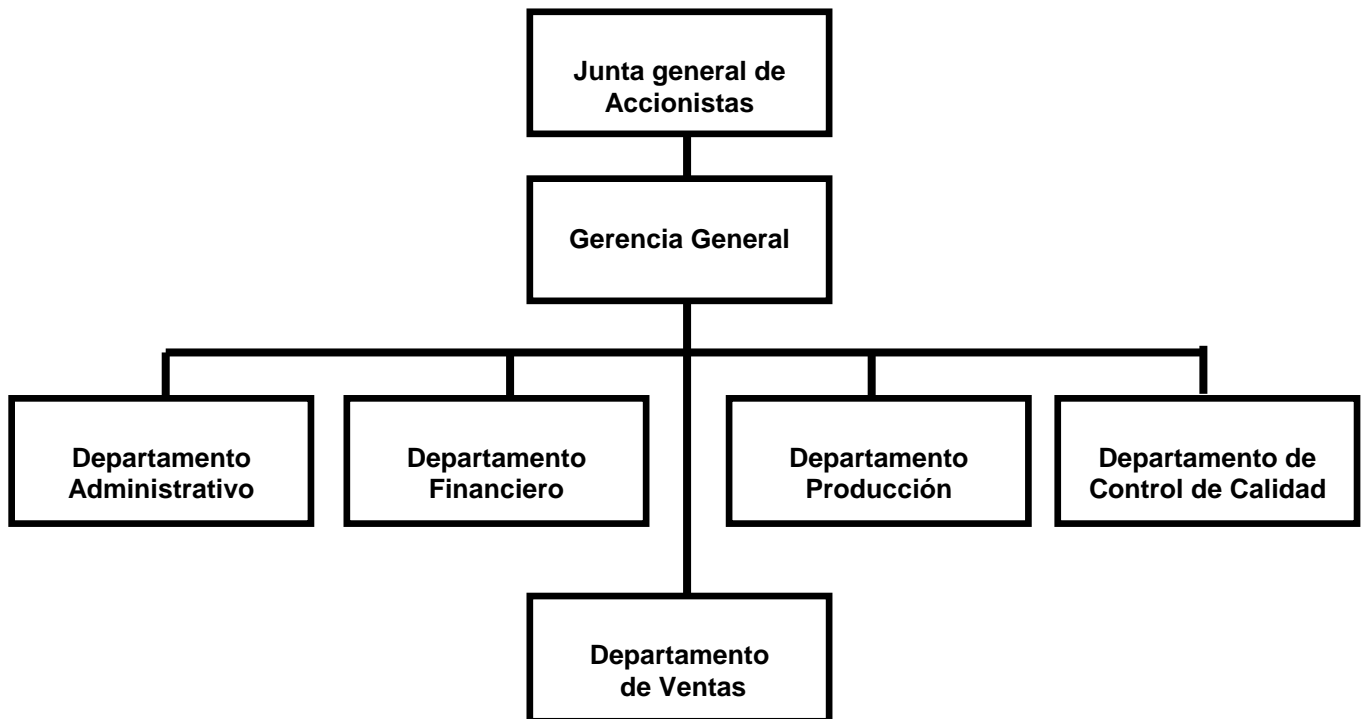 Junta general de
Accionistas
Gerencia General
Departamento
Administrativo
Departamento
Financiero
Departamento
Producción
Departamento de
Control de Calidad
Departamento
de Ventas